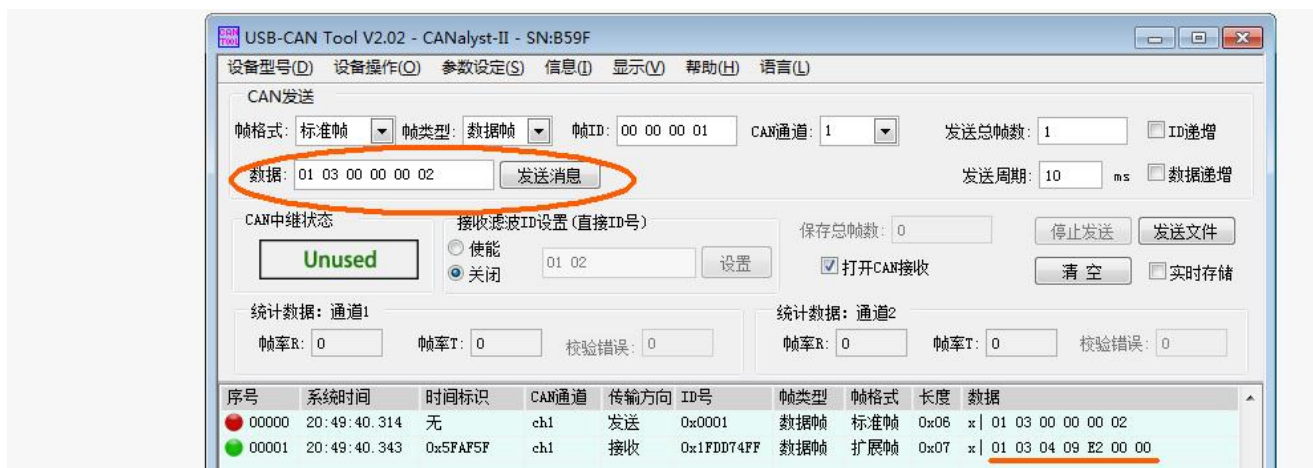 USB-CAN Tool V2.02 - CANalyst-II - SN:B59F
设备型号(D) 设备操作(O) 参数设定(S) 信息(I) 显示(V) 帮助(H) 语言(L)
CAN发送
帧格式: 标准帧 帧类型: 数据帧 帧ID: 00 00 00 01 CAN通道: 1 发送总帧数: 1 ID递增
数据: 01 03 00 00 00 02 发送消息 发送周期: 10 ms 数据递增
CAN中继状态 接收滤波ID设置(直接ID号) 保存总帧数: 0 停止发送 发送文件
Unused 使能 01 02 设置 打开CAN接收 清空 实时存储
关闭
统计数据: 通道1 统计数据: 通道2
帧率R: 0 帧率T: 0 校验错误: 0 帧率R: 0 帧率T: 0 校验错误: 0
序号 系统时间 时间标识 CAN通道 传输方向 ID号 帧类型 帧格式 长度 数据
00000 20:49:40.314 无 ch1 发送 0x0001 数据帧 标准帧 0x06 x| 01 03 00 00 00 02
00001 20:49:40.343 0x5FAF5F ch1 接收 0x1FDD74FF 数据帧 扩展帧 0x07 x| 01 03 04 09 E2 00 00